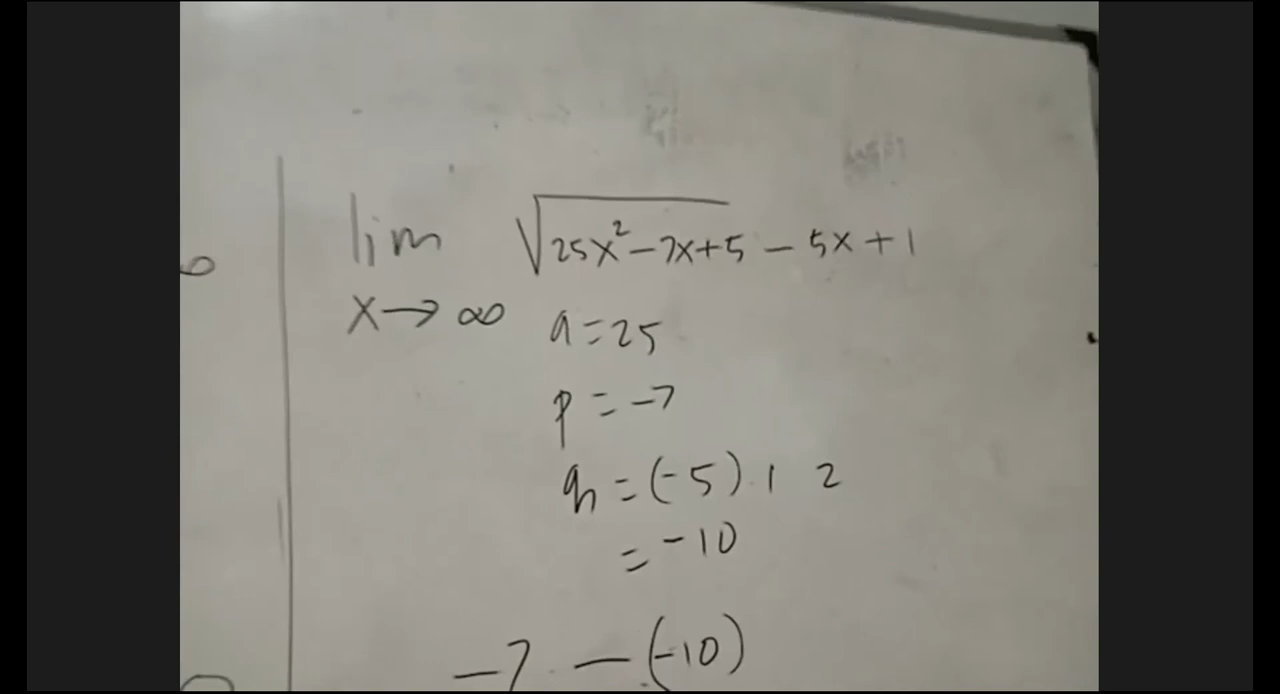 lim √25x²-7x+5 - 5x + 1
x→∞
a = 25
p = -7
q = (-5) . 1 2
= -10
-7 - (-10)